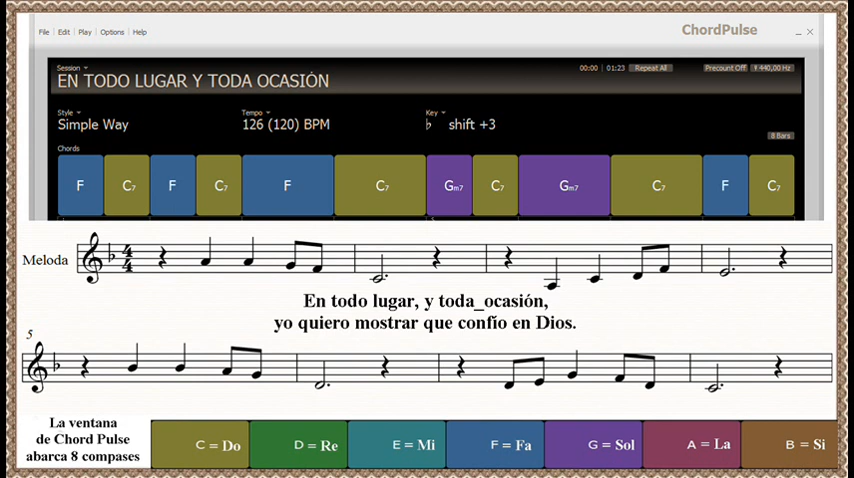 File Edit Play Options Help
ChordPulse
Session
EN TODO LUGAR Y TODA OCASIÓN
00:00 | 01:23 Repeat All Precount Off 440,00 Hz
Style Tempo Key
Simple Way 126 (120) BPM ♭ shift +3
8 Bars
Chords
F C7 F C7 F C7 Gm7 C7 Gm7 C7 F C7
Meloda
4
4
En todo lugar, y toda_ocasión,
yo quiero mostrar que confío en Dios.
5
La ventana
de Chord Pulse
abarca 8 compases
C = Do D = Re E = Mi F = Fa G = Sol A = La B = Si